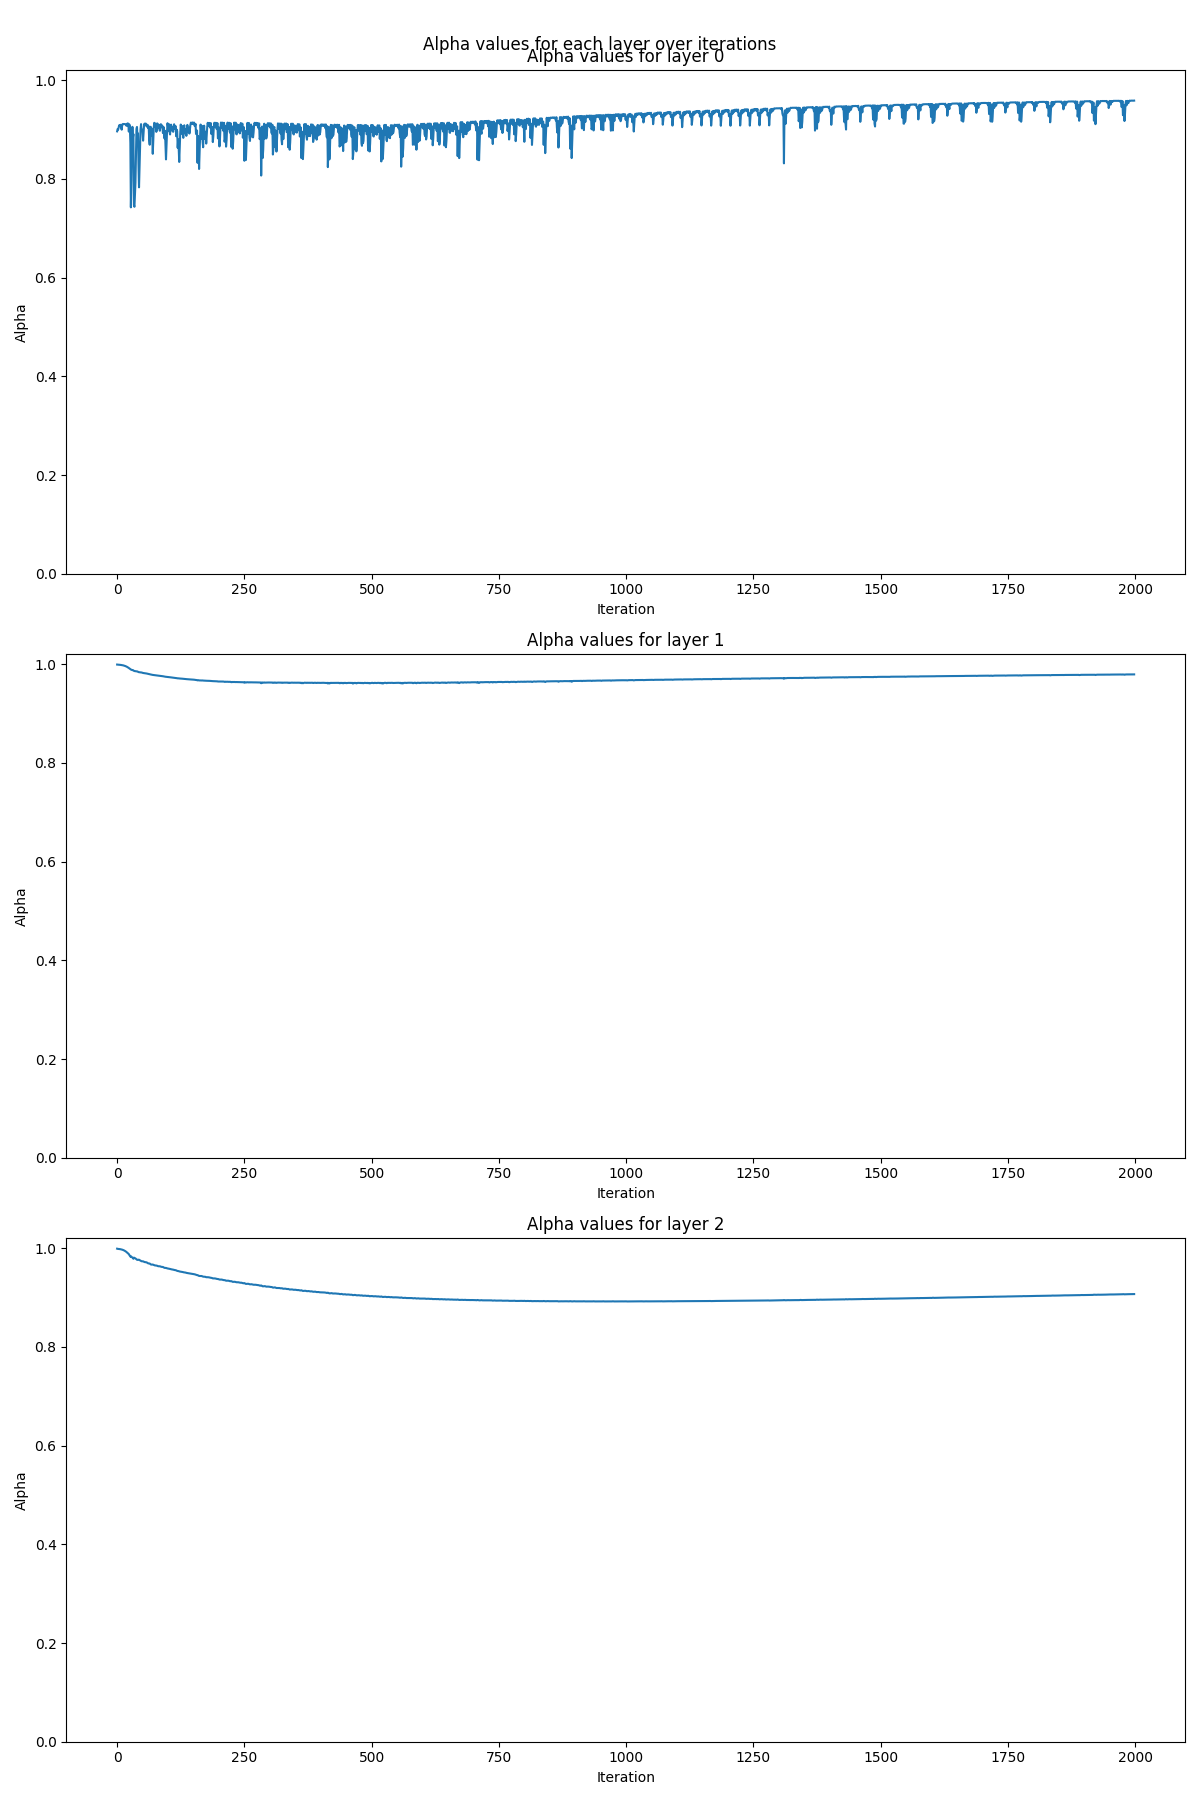 Alpha values for each layer over iterations
Alpha values for layer 0
1.0
0.8
0.6
0.4
0.2
0.0
Alpha
0 250 500 750 1000 1250 1500 1750 2000
Iteration
Alpha values for layer 1
1.0
0.8
0.6
0.4
0.2
0.0
Alpha
0 250 500 750 1000 1250 1500 1750 2000
Iteration
Alpha values for layer 2
1.0
0.8
0.6
0.4
0.2
0.0
Alpha
0 250 500 750 1000 1250 1500 1750 2000
Iteration